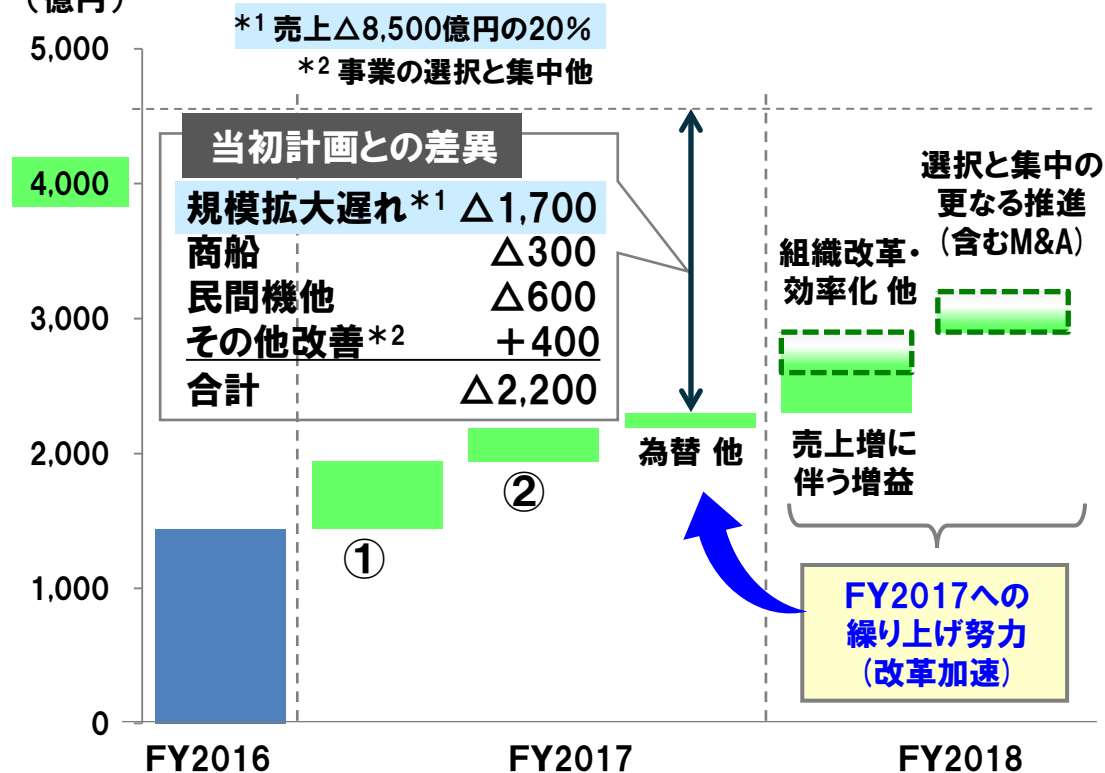 (億円)
*1 売上△8,500億円の20%
*2 事業の選択と集中他
5,000
4,000
3,000
2,000
1,000
0
当初計画との差異
規模拡大遅れ*1 △1,700
商船 △300
民間機他 △600
その他改善*2 +400
合計 △2,200
①
②
為替 他
組織改革・
効率化 他
選択と集中の
更なる推進
(含むM&A)
売上増に
伴う増益
FY2017への
繰り上げ努力
(改革加速)
FY2016
FY2017
FY2018